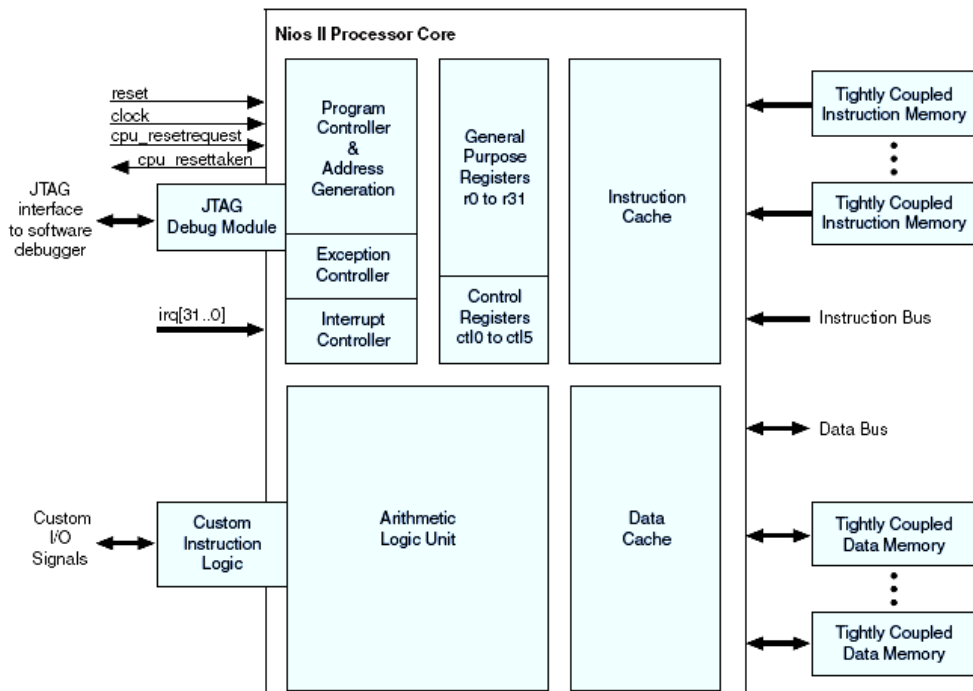 Nios II Processor Core
reset
clock
cpu_resetrequest
cpu_resettaken
JTAG
interface
to software
debugger
JTAG
Debug Module
irq[31..0]
Program
Controller
&
Address
Generation
Exception
Controller
Interrupt
Controller
General
Purpose
Registers
r0 to r31
Control
Registers
ctl0 to ctl5
Instruction
Cache
Tightly Coupled
Instruction Memory
Tightly Coupled
Instruction Memory
Instruction Bus
Data Bus
Custom
I/O
Signals
Custom
Instruction
Logic
Arithmetic
Logic Unit
Data
Cache
Tightly Coupled
Data Memory
Tightly Coupled
Data Memory